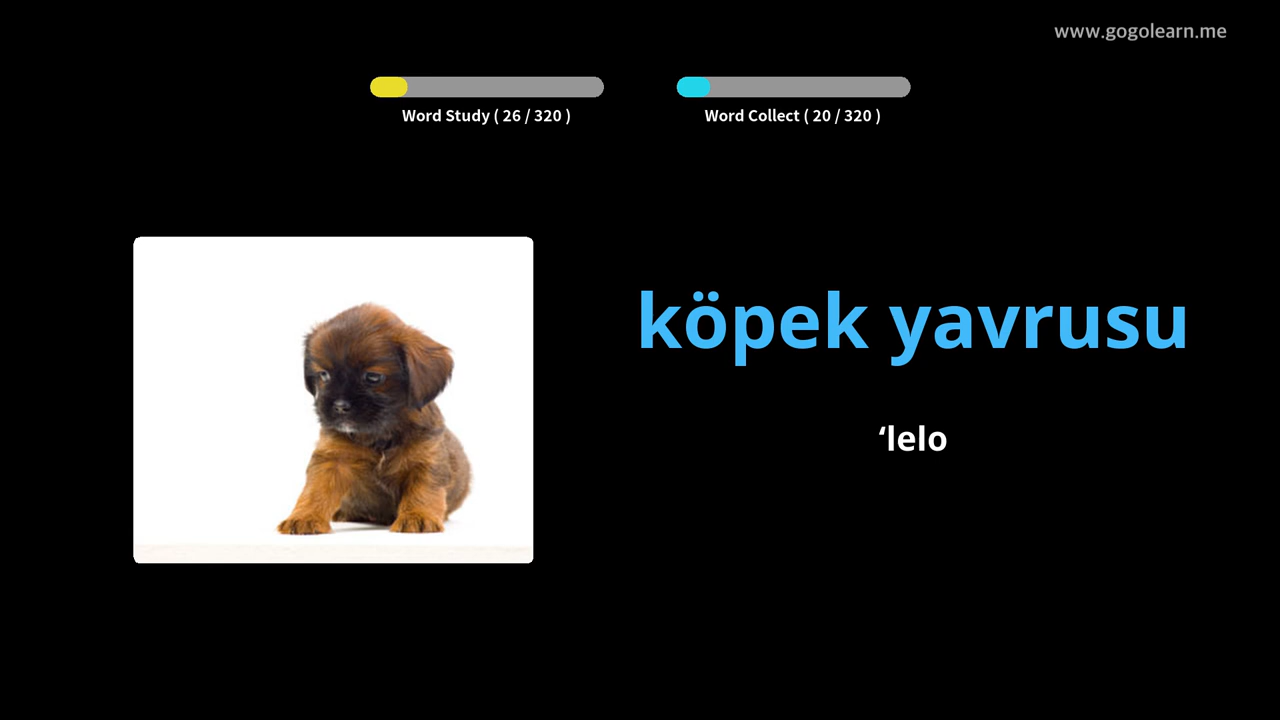 www.gogolearn.me
Word Study ( 26 / 320 )
Word Collect ( 20 / 320 )
köpek yavrusu
‘lelo